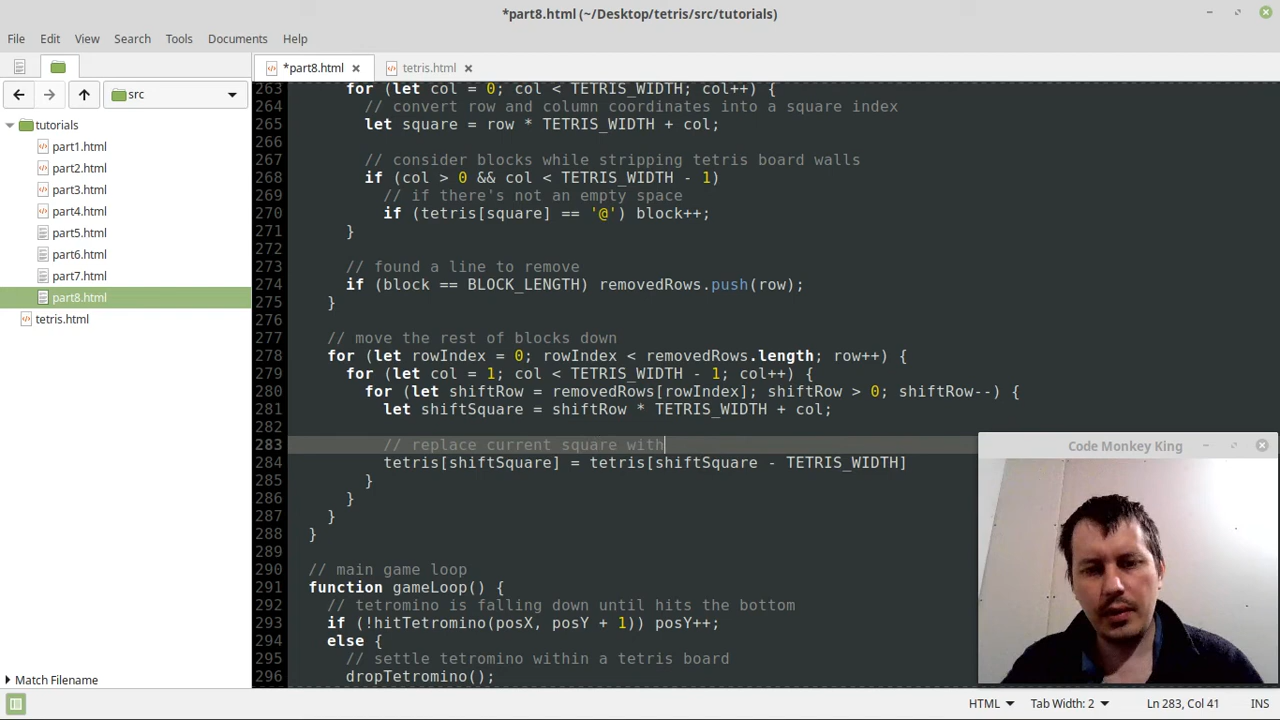 *part8.html (~/Desktop/tetris/src/tutorials)
File Edit View Search Tools Documents Help
*part8.html tetris.html
src
tutorials
part1.html
part2.html
part3.html
part4.html
part5.html
part6.html
part7.html
part8.html
tetris.html
Match Filename
263 for (let col = 0; col < TETRIS_WIDTH; col++) {
264 // convert row and column coordinates into a square index
265 let square = row * TETRIS_WIDTH + col;
266
267 // consider blocks while stripping tetris board walls
268 if (col > 0 && col < TETRIS_WIDTH - 1)
269 // if there's not an empty space
270 if (tetris[square] == '@') block++;
271 }
272
273 // found a line to remove
274 if (block == BLOCK_LENGTH) removedRows.push(row);
275 }
276
277 // move the rest of blocks down
278 for (let rowIndex = 0; rowIndex < removedRows.length; row++) {
279 for (let col = 1; col < TETRIS_WIDTH - 1; col++) {
280 for (let shiftRow = removedRows[rowIndex]; shiftRow > 0; shiftRow--) {
281 let shiftSquare = shiftRow * TETRIS_WIDTH + col;
282
283 // replace current square with
284 tetris[shiftSquare] = tetris[shiftSquare - TETRIS_WIDTH]
285 }
286 }
287 }
288 }
289
290 // main game loop
291 function gameLoop() {
292 // tetromino is falling down until hits the bottom
293 if (!hitTetromino(posX, posY + 1)) posY++;
294 else {
295 // settle tetromino within a tetris board
296 dropTetromino();
Code Monkey King
HTML Tab Width: 2 Ln 283, Col 41 INS